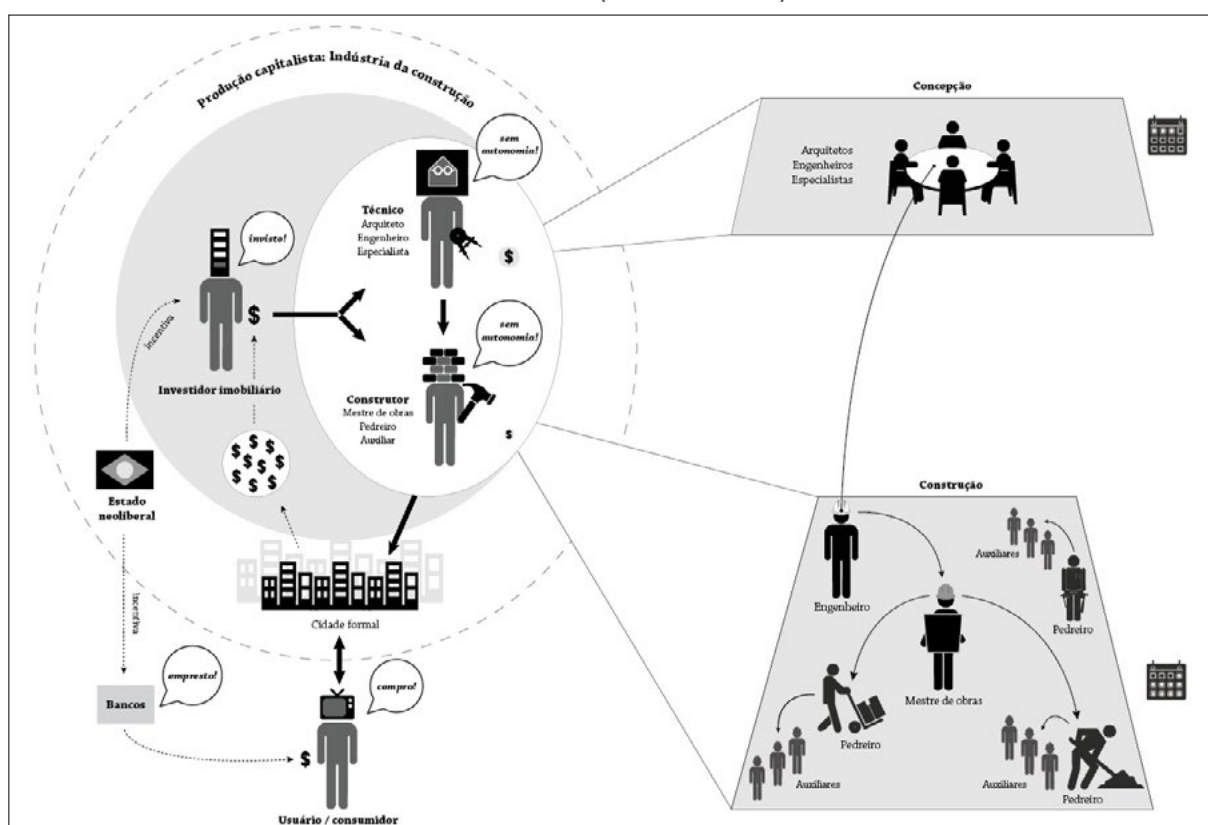 Produção capitalista: Indústria da construção
sem
autonomia!
Técnico
Arquiteto
Engenheiro
Especialista
$
invisto!
$
incentiva
Investidor imobiliário
sem
autonomia!
Construtor
Mestre de obras
Pedreiro
Auxiliar
$
$ $ $ $ $ $ $ $ $ $
Estado
neoliberal
incentiva
Cidade formal
Bancos
empresto!
compro!
$
Usuário / consumidor
Concepção
Arquitetos
Engenheiros
Especialistas
Construção
Engenheiro
Auxiliares
Pedreiro
Mestre de obras
Pedreiro
Auxiliares
Auxiliares
Pedreiro